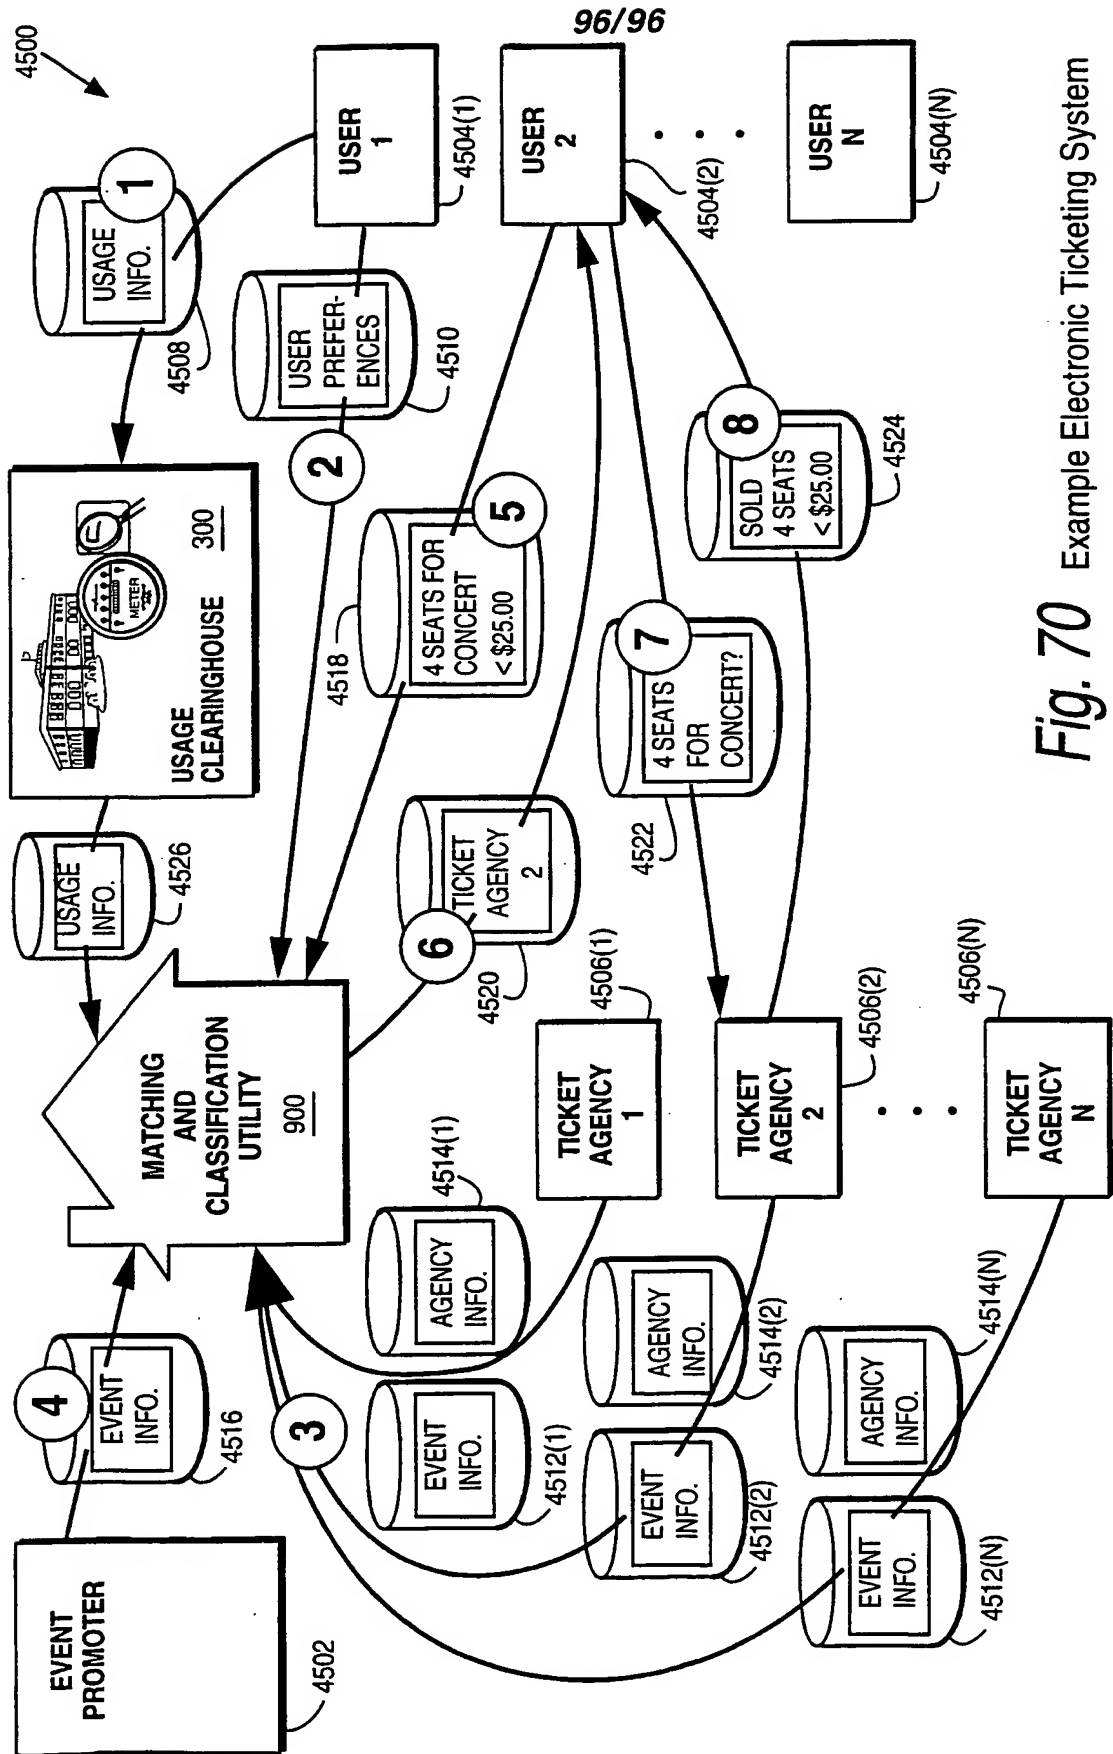 96/96
4500
EVENT
PROMOTER
4502
4
EVENT
INFO.
4516
MATCHING
AND
CLASSIFICATION
UTILITY
900
USAGE
INFO.
4526
USAGE
CLEARINGHOUSE
300
METER
1
USAGE
INFO.
4508
USER
1
4504(1)
2
USER
PREFER-
ENCES
4510
5
4 SEATS FOR
CONCERT
< $25.00
4518
USER
2
4504(2)
6
TICKET
AGENCY
2
4520
7
4 SEATS
FOR
CONCERT?
4522
8
SOLD
4 SEATS
< $25.00
4524
USER
N
4504(N)
3
EVENT
INFO.
4512(1)
AGENCY
INFO.
4514(1)
TICKET
AGENCY
1
4506(1)
EVENT
INFO.
4512(2)
AGENCY
INFO.
4514(2)
TICKET
AGENCY
2
4506(2)
EVENT
INFO.
4512(N)
AGENCY
INFO.
4514(N)
TICKET
AGENCY
N
4506(N)
Fig. 70 Example Electronic Ticketing System